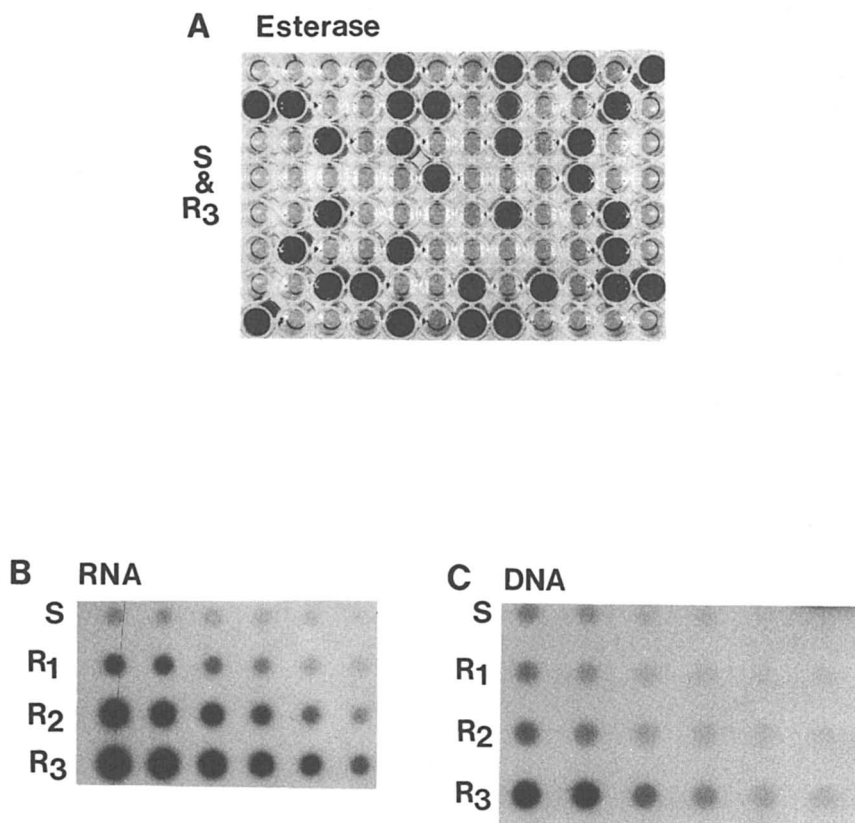 A Esterase
S
&
R3
B RNA
S
R1
R2
R3
C DNA
S
R1
R2
R3